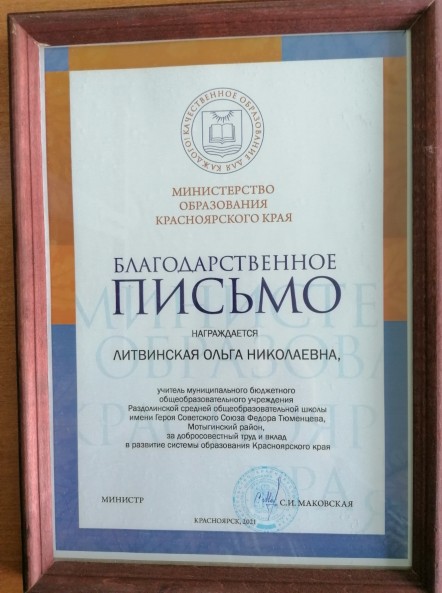 КАЧЕСТВЕННОЕ ОБРАЗОВАНИЕ ДЛЯ КАЖДОГО!
МИНИСТЕРСТВО
ОБРАЗОВАНИЯ
КРАСНОЯРСКОГО КРАЯ
БЛАГОДАРСТВЕННОЕ
ПИСЬМО
НАГРАЖДАЕТСЯ
ЛИТВИНСКАЯ ОЛЬГА НИКОЛАЕВНА,
учитель муниципального бюджетного
общеобразовательного учреждения
Раздолинской средней общеобразовательной школы
имени Героя Советского Союза Федора Тюменцева,
Мотыгинский район,
за добросовестный труд и вклад
в развитие системы образования Красноярского края
МИНИСТР С.И. МАКОВСКАЯ
КРАСНОЯРСК, 2021